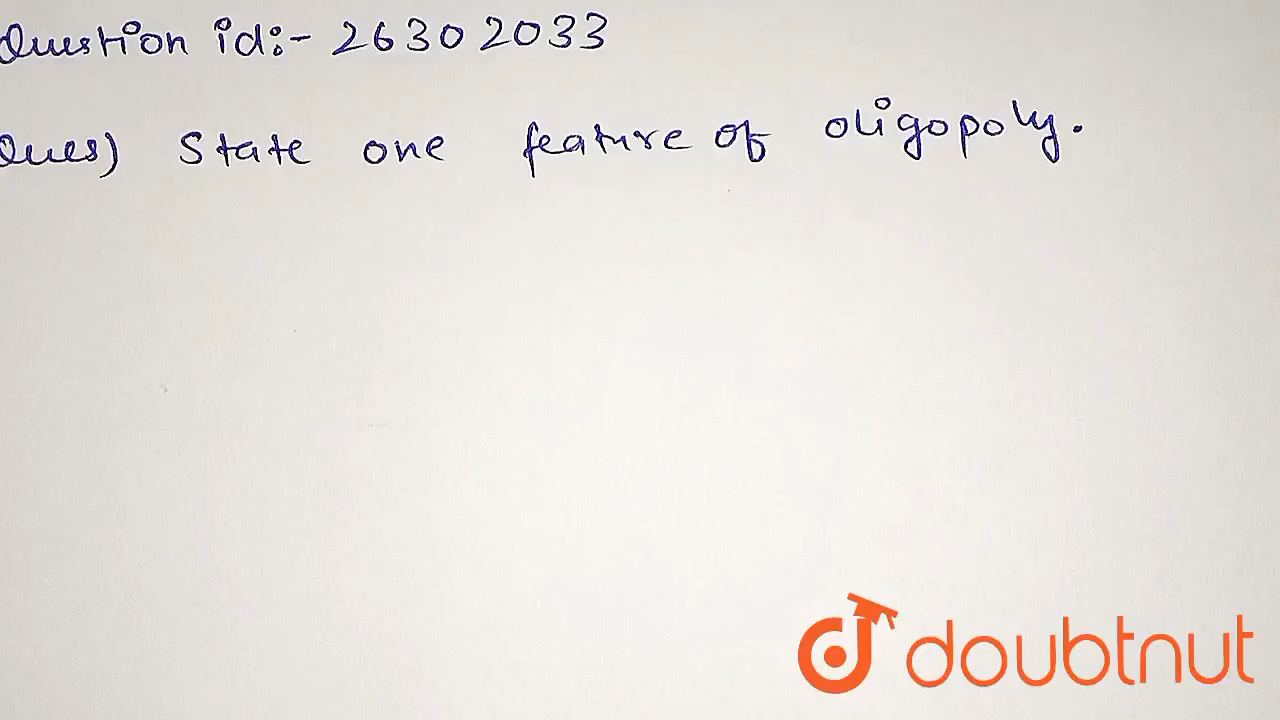 Question id:- 26302033
Ques) State one feature of oligopoly.
doubtnut